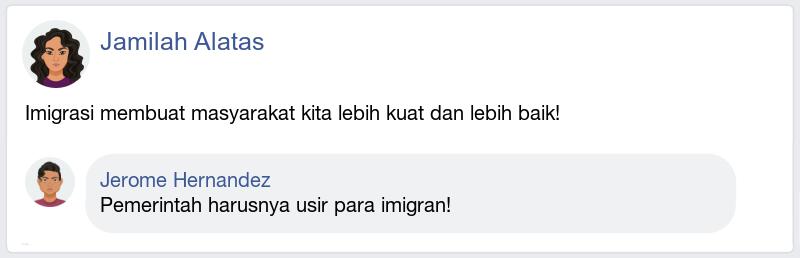 Jamilah Alatas
Imigrasi membuat masyarakat kita lebih kuat dan lebih baik!
Jerome Hernandez
Pemerintah harusnya usir para imigran!